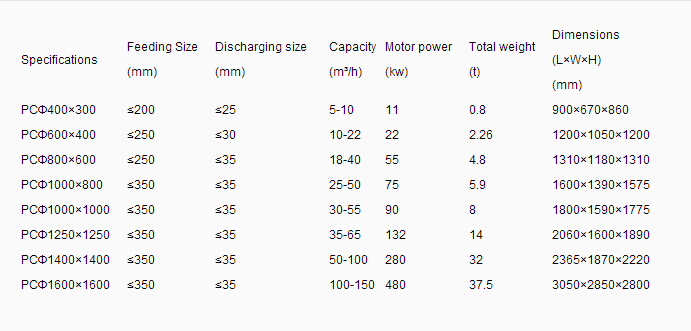 Specifications Feeding Size (mm) Discharging size (mm) Capacity (m³/h) Motor power (kw) Total weight (t) Dimensions (L×W×H) (mm)
PCΦ400×300 ≤200 ≤25 5-10 11 0.8 900×670×860
PCΦ600×400 ≤250 ≤30 10-22 22 2.26 1200×1050×1200
PCΦ800×600 ≤250 ≤35 18-40 55 4.8 1310×1180×1310
PCΦ1000×800 ≤350 ≤35 25-50 75 5.9 1600×1390×1575
PCΦ1000×1000 ≤350 ≤35 30-55 90 8 1800×1590×1775
PCΦ1250×1250 ≤350 ≤35 35-65 132 14 2060×1600×1890
PCΦ1400×1400 ≤350 ≤35 50-100 280 32 2365×1870×2220
PCΦ1600×1600 ≤350 ≤35 100-150 480 37.5 3050×2850×2800